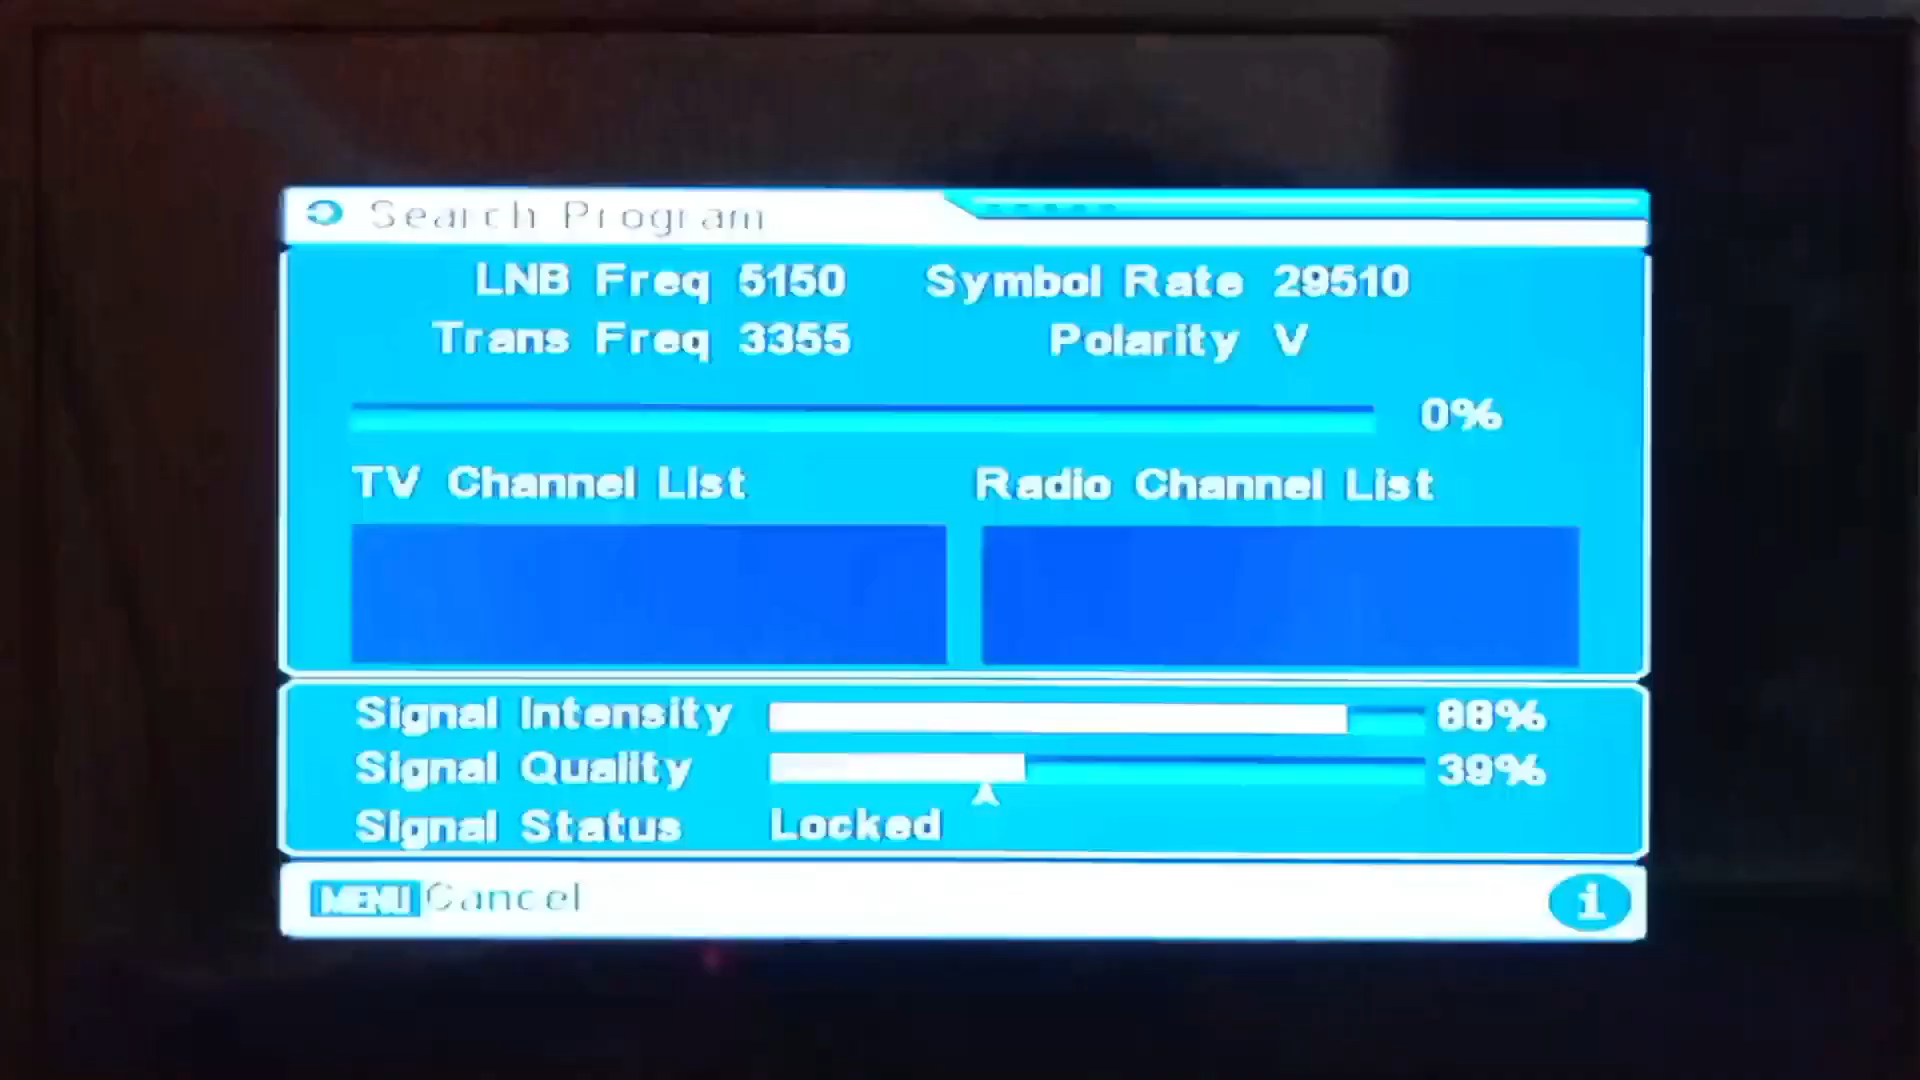 Search Program
LNB Freq 5150 Symbol Rate 29510
Trans Freq 3355 Polarity V
0%
TV Channel List Radio Channel List
Signal Intensity 88%
Signal Quality 39%
Signal Status Locked
MENU Cancel i